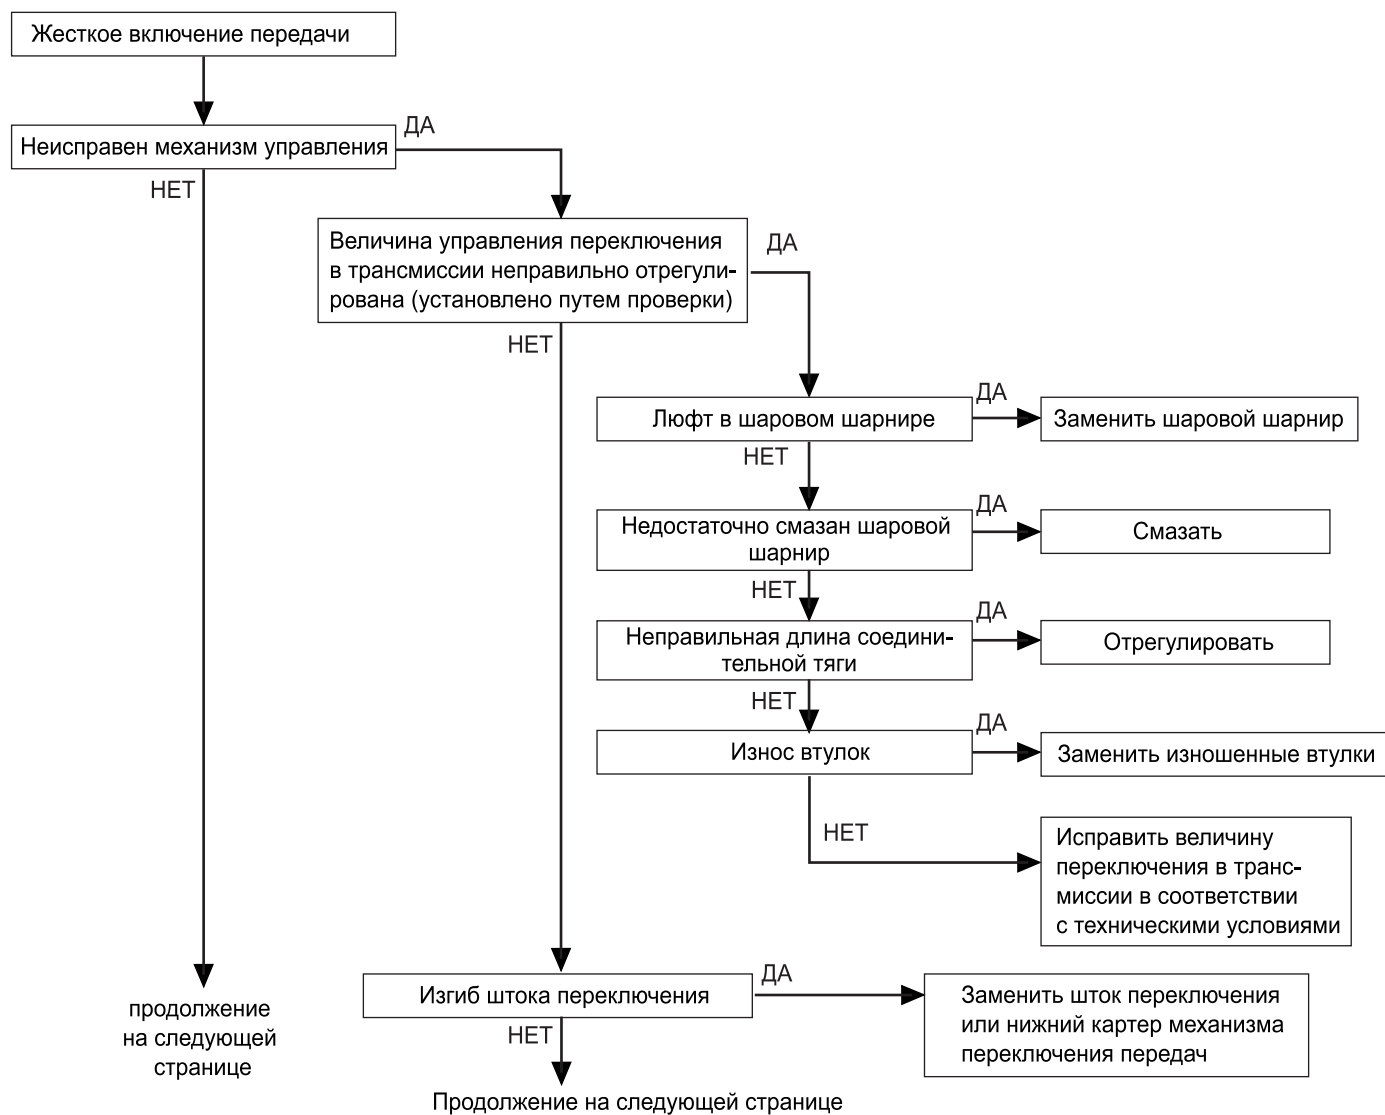 Жесткое включение передачи
Неисправен механизм управления
ДА
НЕТ
Величина управления переключения
в трансмиссии неправильно отрегули-
рована (установлено путем проверки)
ДА
НЕТ
Люфт в шаровом шарнире
ДА
Заменить шаровой шарнир
НЕТ
Недостаточно смазан шаровой
шарнир
ДА
Смазать
НЕТ
Неправильная длина соедини-
тельной тяги
ДА
Отрегулировать
НЕТ
Износ втулок
ДА
Заменить изношенные втулки
НЕТ
Исправить величину
переключения в транс-
миссии в соответствии
с техническими условиями
Изгиб штока переключения
ДА
Заменить шток переключения
или нижний картер механизма
переключения передач
НЕТ
продолжение
на следующей
странице
Продолжение на следующей странице